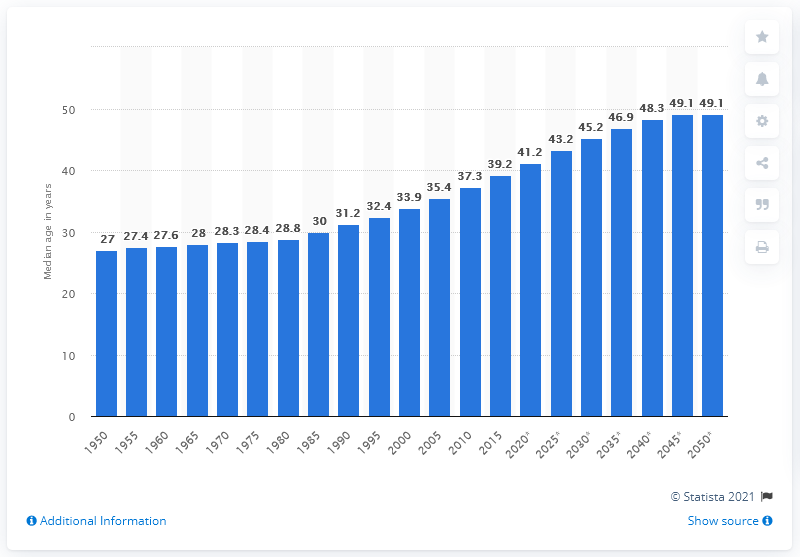 Median age in years
50
40
30
20
10
0
27 27.4 27.6 28 28.3 28.4 28.8 30 31.2 32.4 33.9 35.4 37.3 39.2 41.2 43.2 45.2 46.9 48.3 49.1 49.1
1950 1955 1960 1965 1970 1975 1980 1985 1990 1995 2000 2005 2010 2015 2020* 2025* 2030* 2035* 2040* 2045* 2050*
© Statista 2021
Additional Information
Show source